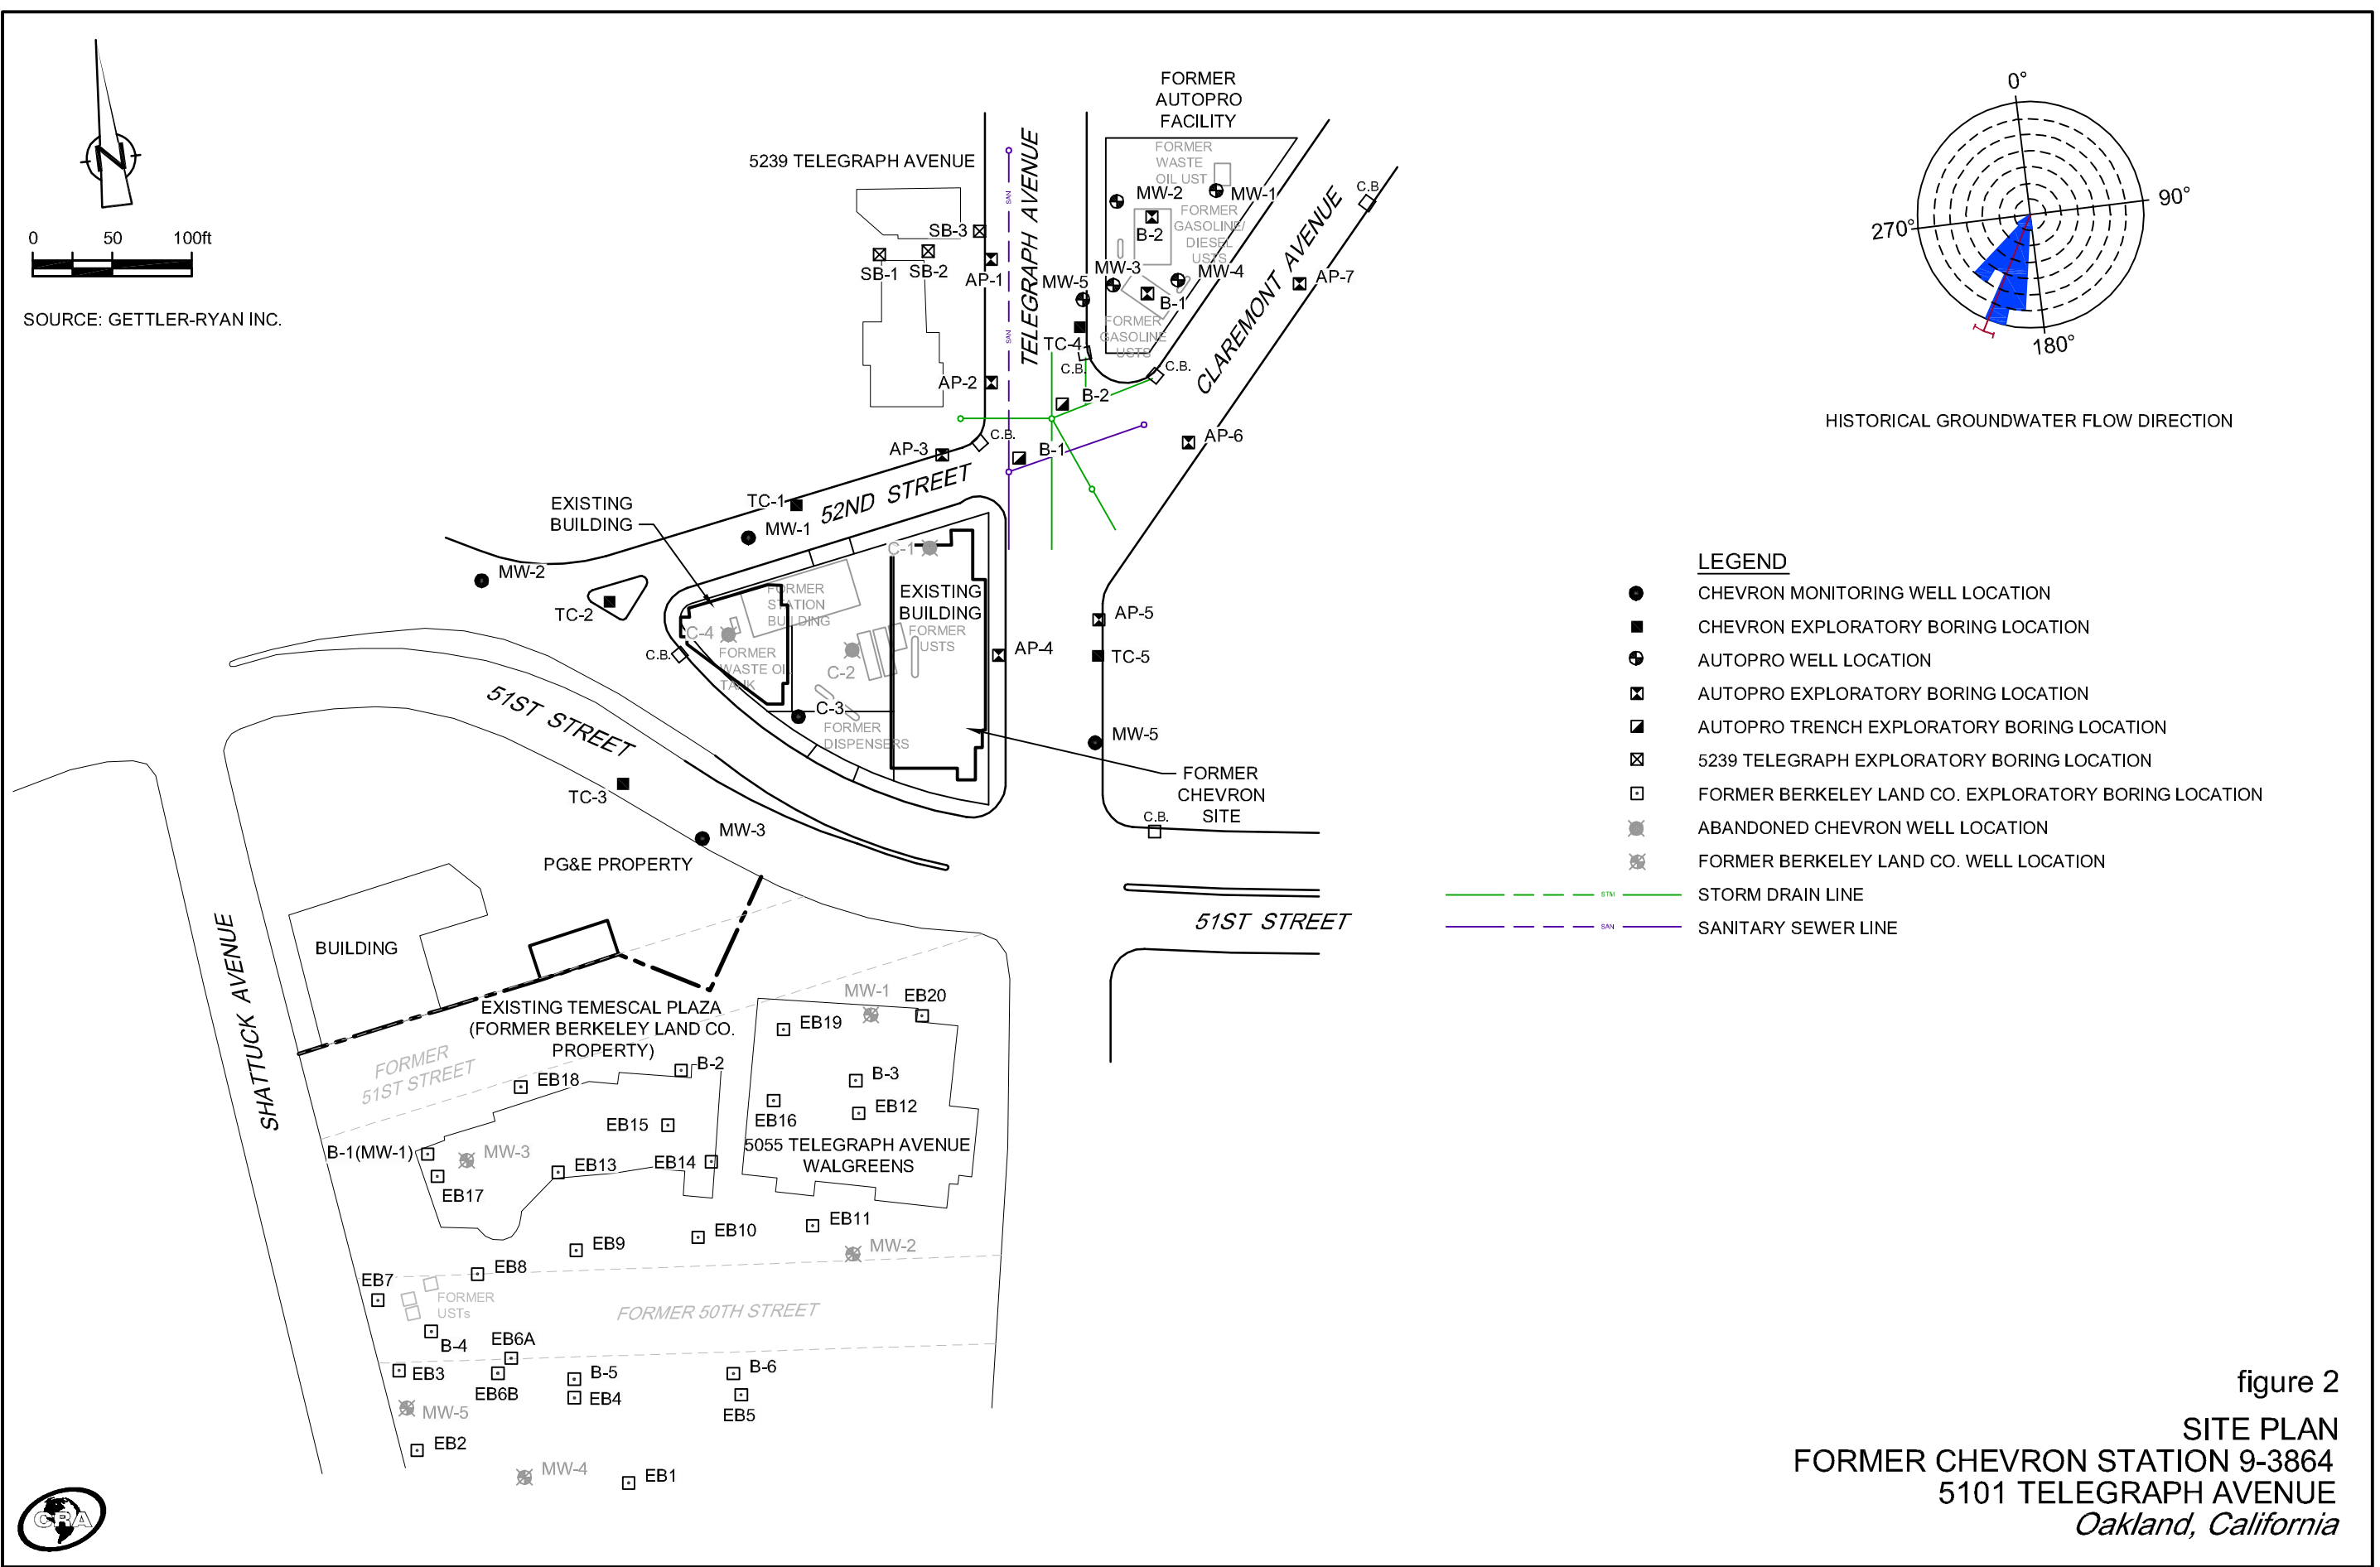 N
0 50 100ft
SOURCE: GETTLER-RYAN INC.
FORMER
AUTOPRO
FACILITY
5239 TELEGRAPH AVENUE
TELEGRAPH AVENUE
SAN
SAN
FORMER
WASTE
OIL UST
MW-2
MW-1
C.B.
FORMER
GASOLINE/
DIESEL
USTS
B-2
SB-3
SB-1
SB-2
AP-1
MW-5
MW-3
MW-4
B-1
AP-7
FORMER
GASOLINE
USTS
TC-4
C.B.
C.B.
CLAREMONT AVENUE
AP-2
B-2
C.B.
AP-3
B-1
AP-6
52ND STREET
TC-1
MW-1
EXISTING
BUILDING
MW-2
TC-2
C-1
FORMER
STATION
BUILDING
EXISTING
BUILDING
C-4
FORMER
WASTE OIL
TANK
C.B.
C-2
FORMER
USTS
AP-5
AP-4
TC-5
C-3
FORMER
DISPENSERS
MW-5
51ST STREET
FORMER
CHEVRON
SITE
C.B.
TC-3
MW-3
PG&E PROPERTY
51ST STREET
BUILDING
SHATTUCK AVENUE
EXISTING TEMESCAL PLAZA
(FORMER BERKELEY LAND CO.
PROPERTY)
FORMER
51ST STREET
MW-1
EB20
EB19
B-2
EB18
B-3
EB16
EB12
EB15
5055 TELEGRAPH AVENUE
WALGREENS
B-1(MW-1)
MW-3
EB13
EB14
EB17
EB11
EB10
EB9
MW-2
EB8
EB7
FORMER
USTs
FORMER 50TH STREET
B-4
EB6A
EB3
EB6B
B-5
EB4
B-6
EB5
MW-5
EB2
MW-4
EB1
CRA
0°
90°
180°
270°
HISTORICAL GROUNDWATER FLOW DIRECTION
LEGEND
CHEVRON MONITORING WELL LOCATION
CHEVRON EXPLORATORY BORING LOCATION
AUTOPRO WELL LOCATION
AUTOPRO EXPLORATORY BORING LOCATION
AUTOPRO TRENCH EXPLORATORY BORING LOCATION
5239 TELEGRAPH EXPLORATORY BORING LOCATION
FORMER BERKELEY LAND CO. EXPLORATORY BORING LOCATION
ABANDONED CHEVRON WELL LOCATION
FORMER BERKELEY LAND CO. WELL LOCATION
STM STORM DRAIN LINE
SAN SANITARY SEWER LINE
figure 2
SITE PLAN
FORMER CHEVRON STATION 9-3864
5101 TELEGRAPH AVENUE
Oakland, California